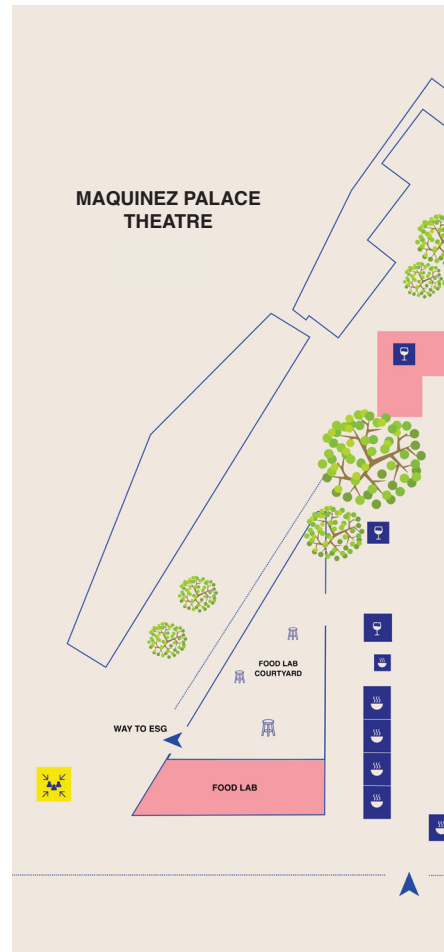 MAQUINEZ PALACE
THEATRE
FOOD LAB
COURTYARD
WAY TO ESG
FOOD LAB